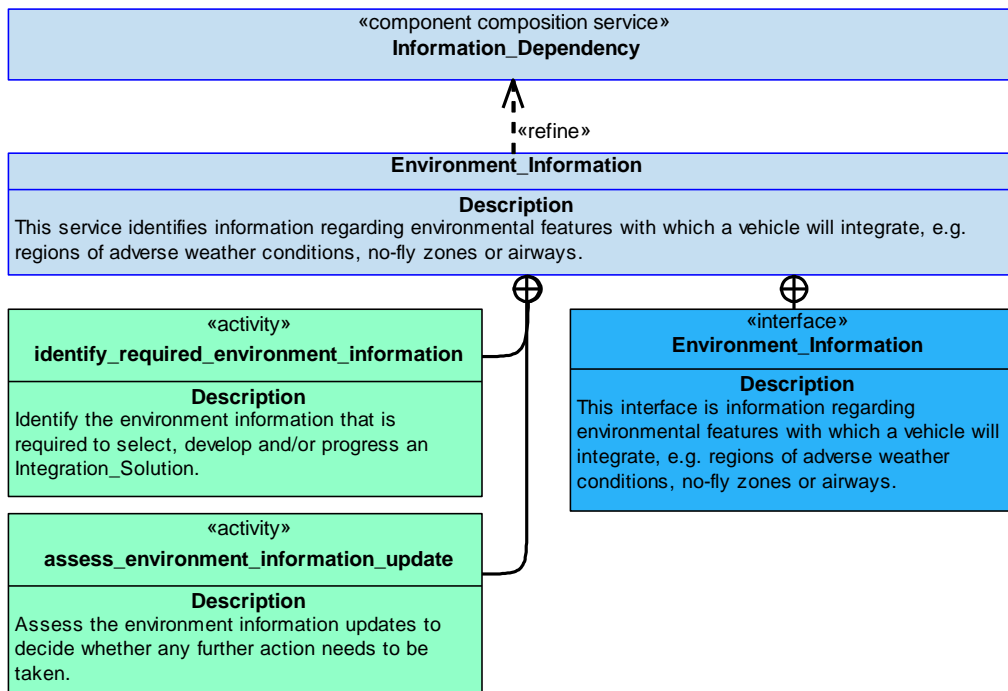 «component composition service»
Information_Dependency
«refine»
Environment_Information
Description
This service identifies information regarding environmental features with which a vehicle will integrate, e.g.
regions of adverse weather conditions, no-fly zones or airways.
«activity»
identify_required_environment_information
Description
Identify the environment information that is
required to select, develop and/or progress an
Integration_Solution.
«interface»
Environment_Information
Description
This interface is information regarding
environmental features with which a vehicle will
integrate, e.g. regions of adverse weather
conditions, no-fly zones or airways.
«activity»
assess_environment_information_update
Description
Assess the environment information updates to
decide whether any further action needs to be
taken.